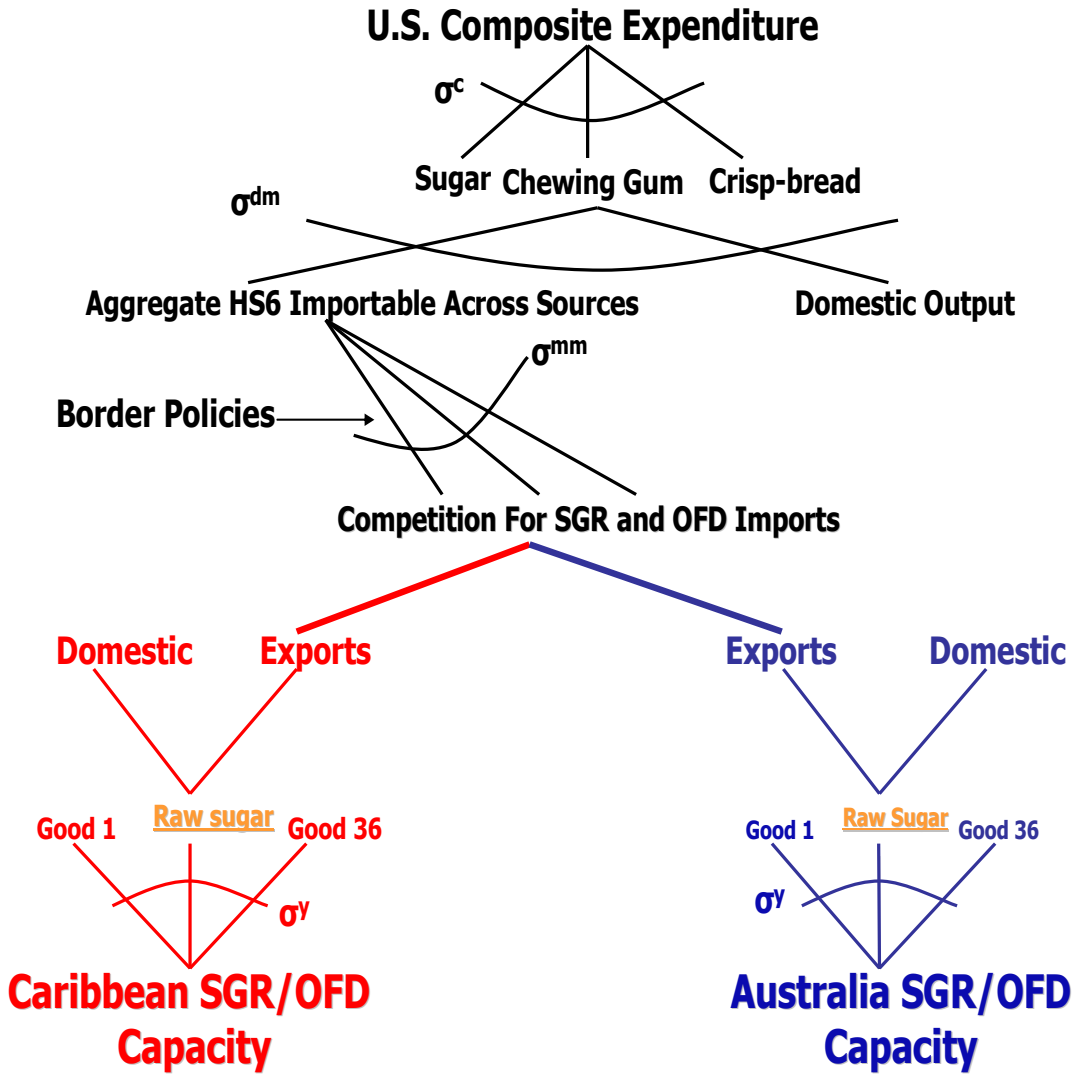 U.S. Composite Expenditure
σc
Sugar Chewing Gum Crisp-bread
σdm
Aggregate HS6 Importable Across Sources Domestic Output
σmm
Border Policies
Competition For SGR and OFD Imports
Domestic Exports Exports Domestic
Good 1 Raw sugar Good 36 Good 1 Raw Sugar Good 36
σy σy
Caribbean SGR/OFD Australia SGR/OFD
Capacity Capacity